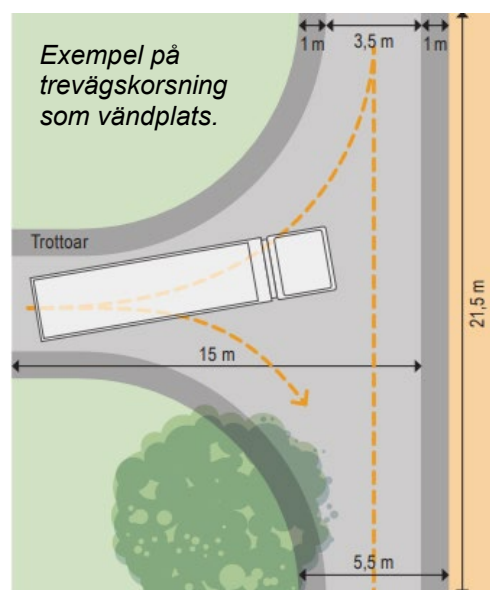 Exempel på
trevägskorsning
som vändplats.
1 m
3,5 m
1 m
Trottoar
21,5 m
15 m
5,5 m